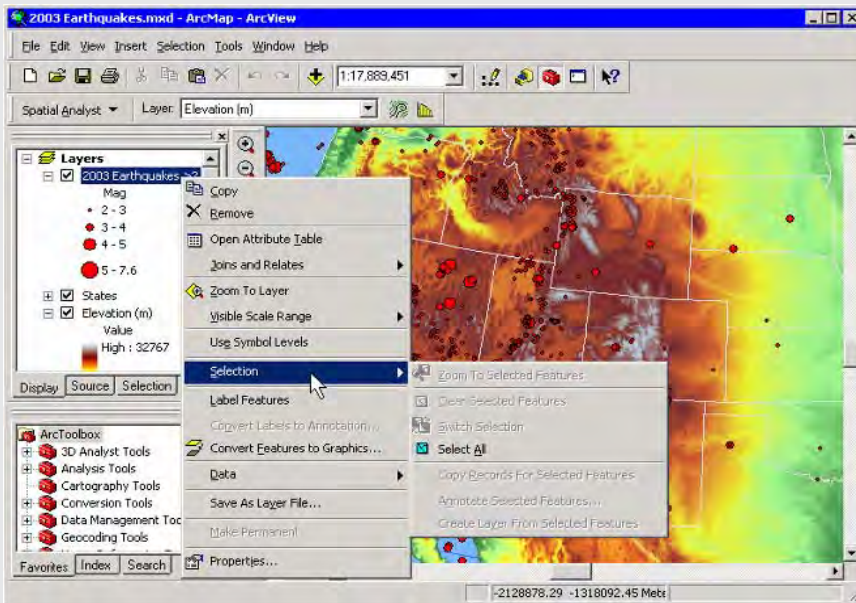 2003 Earthquakes.mxd - ArcMap - ArcView
File Edit View Insert Selection Tools Window Help
1:17,889,451
Spatial Analyst Layer: Elevation (m)
Layers
2003 Earthquakes >2
Mag
2 - 3
3 - 4
4 - 5
5 - 7.6
States
Elevation (m)
Value
High : 32767
Display Source Selection
ArcToolbox
3D Analyst Tools
Analysis Tools
Cartography Tools
Conversion Tools
Data Management Too
Geocoding Tools
Favorites Index Search
Copy
Remove
Open Attribute Table
Joins and Relates
Zoom To Layer
Visible Scale Range
Use Symbol Levels
Selection
Label Features
Convert Labels to Annotation...
Convert Features to Graphics...
Data
Save As Layer File...
Make Permanent
Properties...
Zoom To Selected Features
Clear Selected Features
Switch Selection
Select All
Copy Records For Selected Features
Annotate Selected Features...
Create Layer From Selected Features
-2128878.29 -1318092.45 Mete